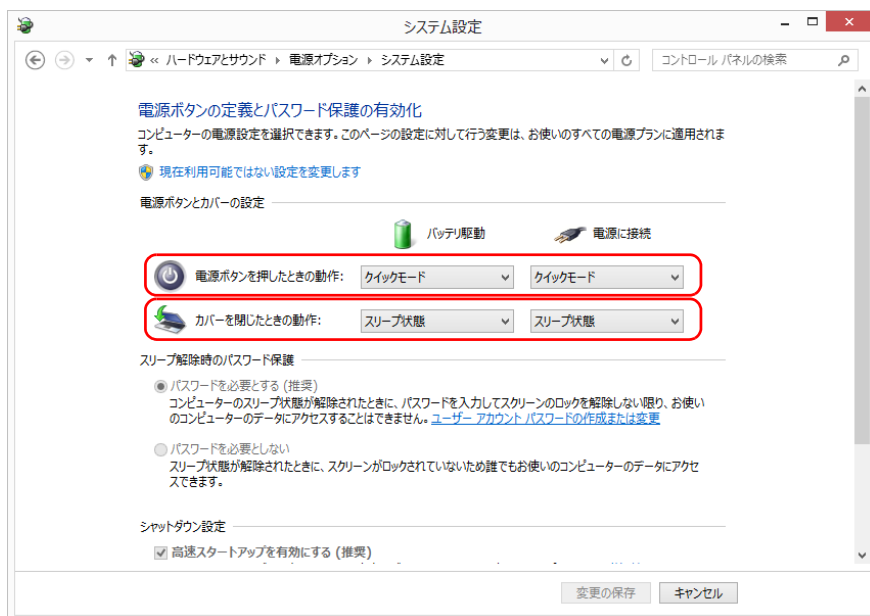 システム設定
« ハードウェアとサウンド ▸ 電源オプション ▸ システム設定
コントロール パネルの検索
電源ボタンの定義とパスワード保護の有効化
コンピューターの電源設定を選択できます。このページの設定に対して行う変更は、お使いのすべての電源プランに適用されま
す。
現在利用可能ではない設定を変更します
電源ボタンとカバーの設定
バッテリ駆動 電源に接続
電源ボタンを押したときの動作: クイックモード クイックモード
カバーを閉じたときの動作: スリープ状態 スリープ状態
スリープ解除時のパスワード保護
パスワードを必要とする (推奨)
コンピューターのスリープ状態が解除されたときに、パスワードを入力してスクリーンのロックを解除しない限り、お使い
のコンピューターのデータにアクセスすることはできません。ユーザー アカウント パスワードの作成または変更
パスワードを必要としない
スリープ状態が解除されたときに、スクリーンがロックされていないため誰でもお使いのコンピューターのデータにアクセ
スできます。
シャットダウン設定
高速スタートアップを有効にする (推奨)
変更の保存 キャンセル